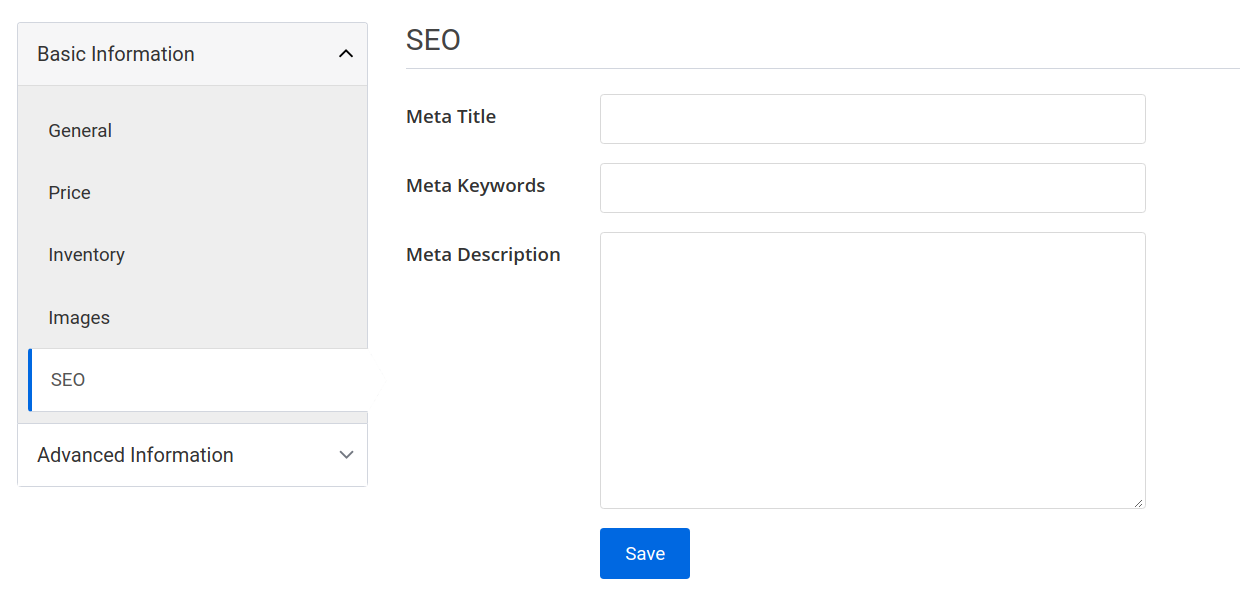 Basic Information
General
Price
Inventory
Images
SEO
Advanced Information
SEO
Meta Title
Meta Keywords
Meta Description
Save